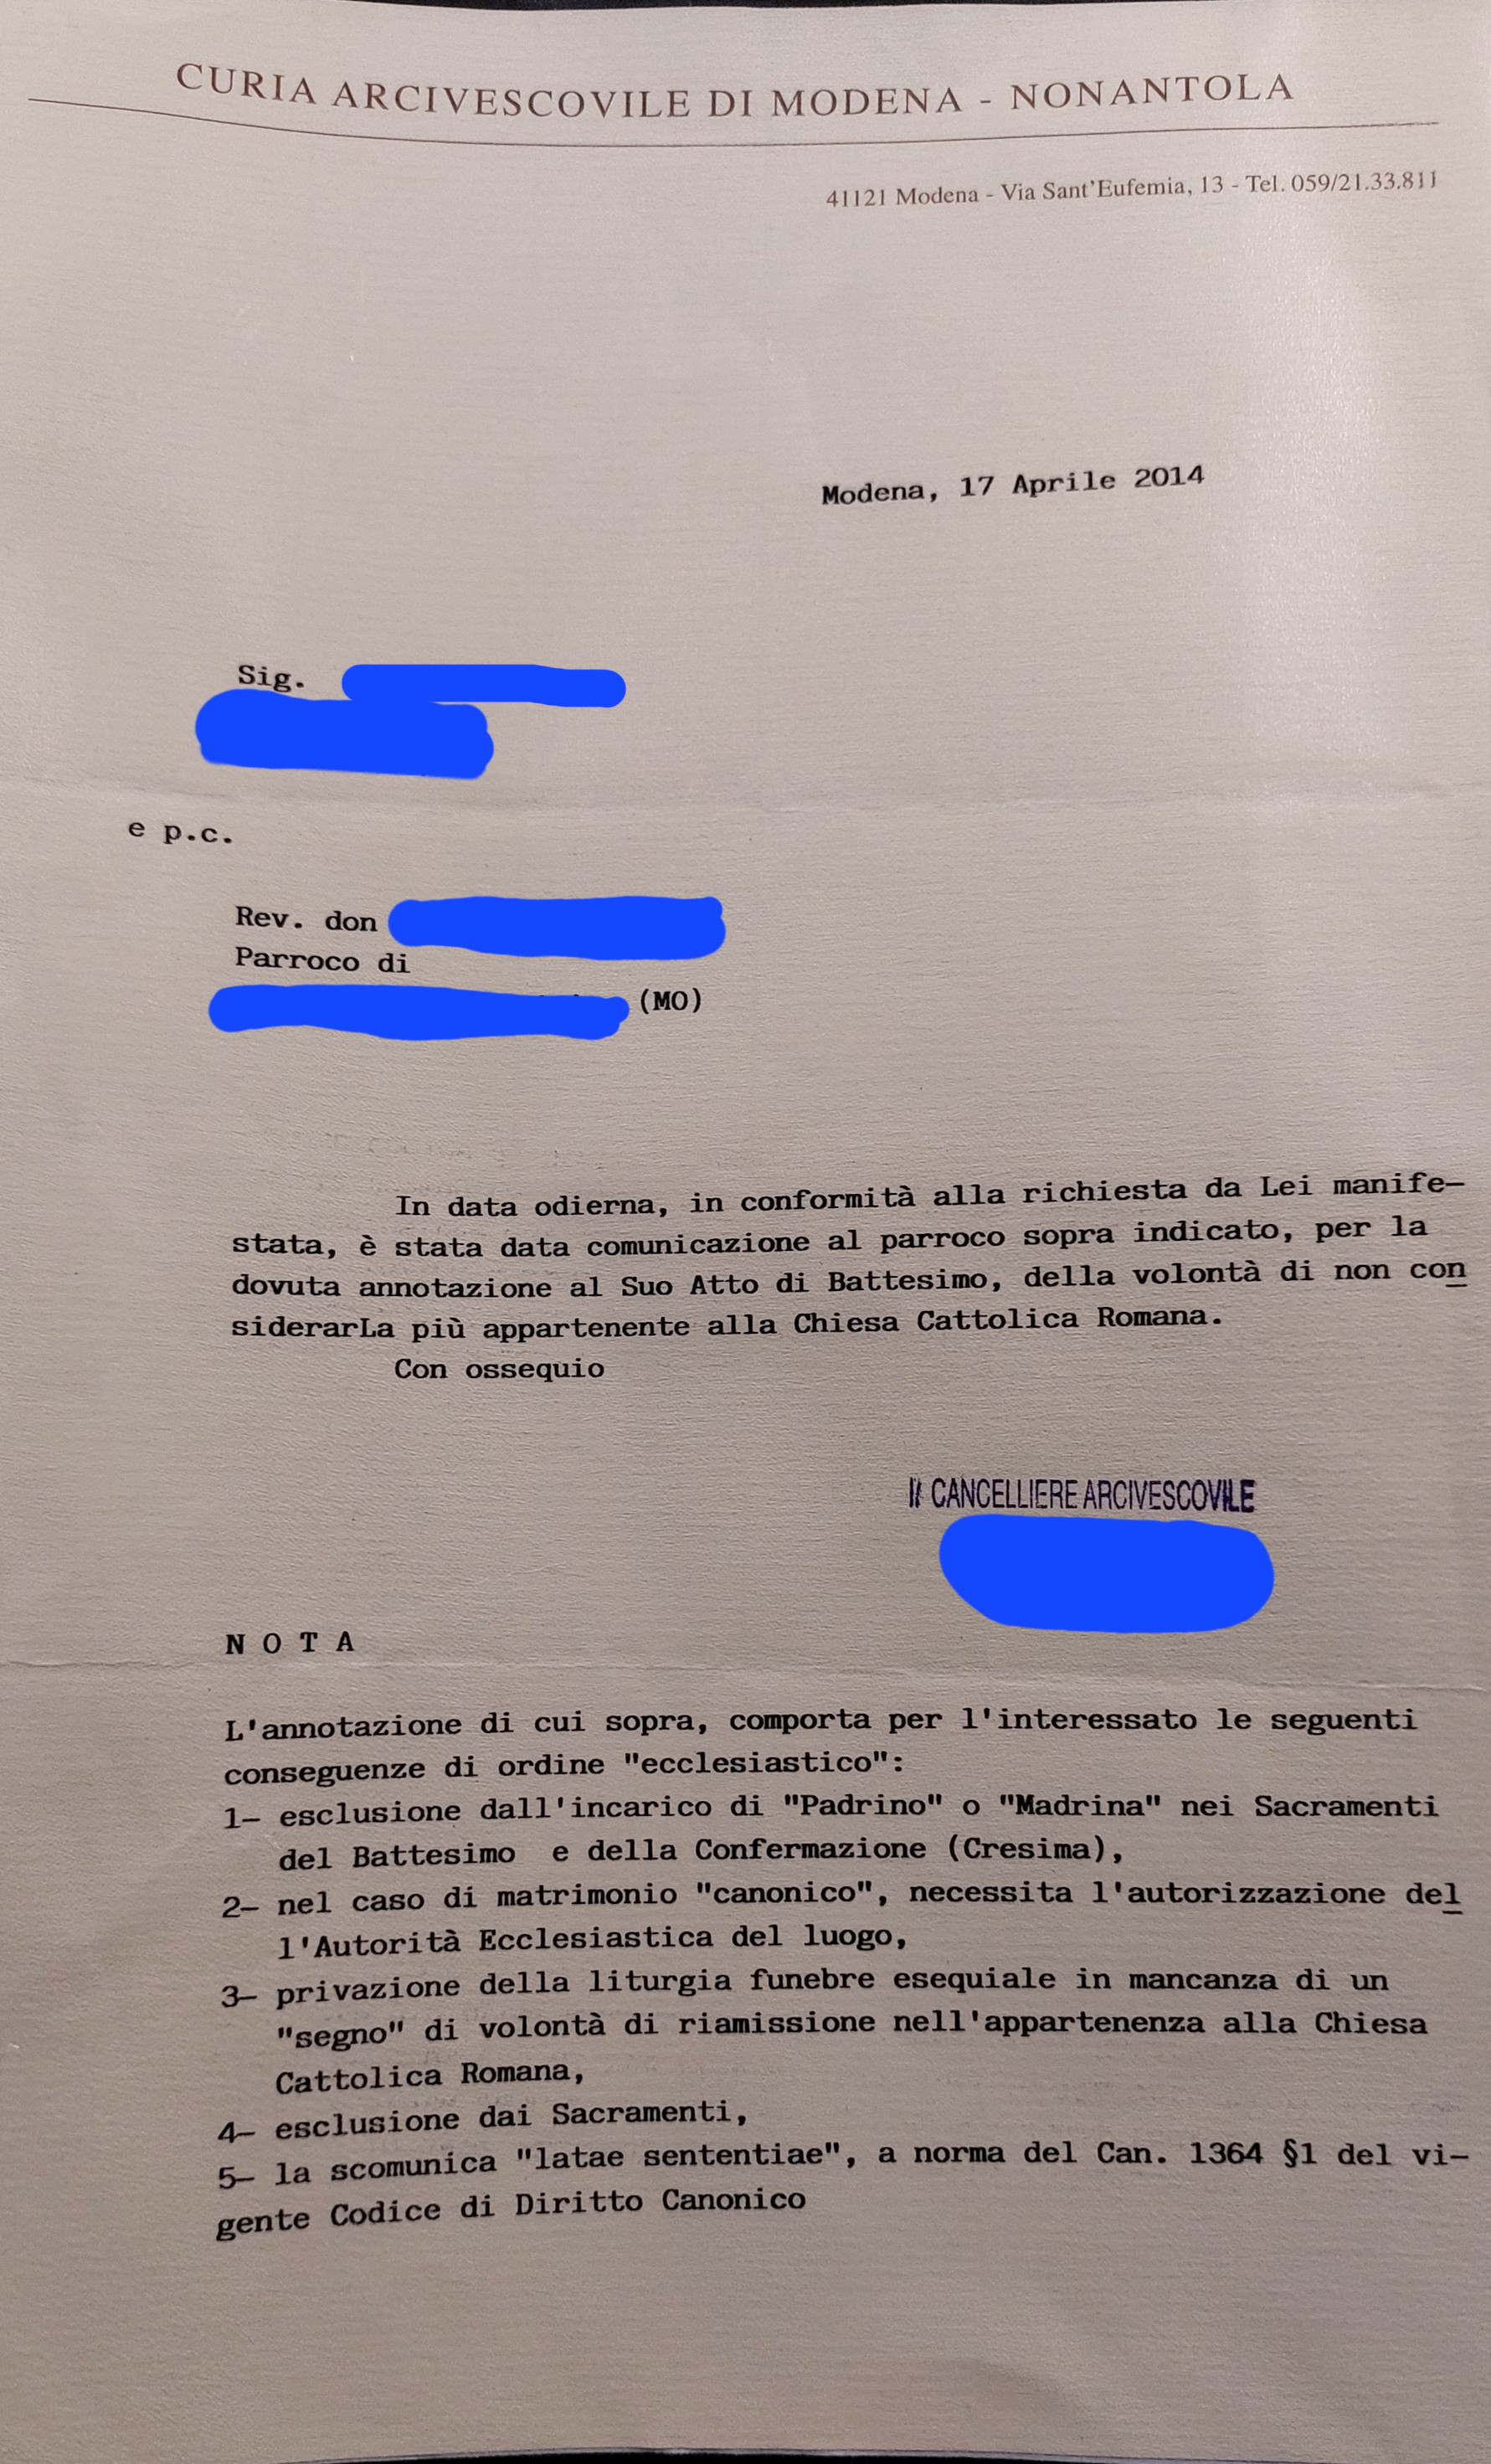 CURIA ARCIVESCOVILE DI MODENA - NONANTOLA
41121 Modena - Via Sant'Eufemia, 13 - Tel. 059/21.33.811
Modena, 17 Aprile 2014
Sig.
e p.c.
Rev. don
Parroco di
(MO)
In data odierna, in conformità alla richiesta da Lei manife-
stata, è stata data comunicazione al parroco sopra indicato, per la
dovuta annotazione al Suo Atto di Battesimo, della volontà di non con
siderarLa più appartenente alla Chiesa Cattolica Romana.
Con ossequio
Il CANCELLIERE ARCIVESCOVILE
N O T A
L'annotazione di cui sopra, comporta per l'interessato le seguenti
conseguenze di ordine "ecclesiastico":
1- esclusione dall'incarico di "Padrino" o "Madrina" nei Sacramenti
del Battesimo e della Confermazione (Cresima),
2- nel caso di matrimonio "canonico", necessita l'autorizzazione del
l'Autorità Ecclesiastica del luogo,
3- privazione della liturgia funebre esequiale in mancanza di un
"segno" di volontà di riamissione nell'appartenenza alla Chiesa
Cattolica Romana,
4- esclusione dai Sacramenti,
5- la scomunica "latae sententiae", a norma del Can. 1364 §1 del vi-
gente Codice di Diritto Canonico